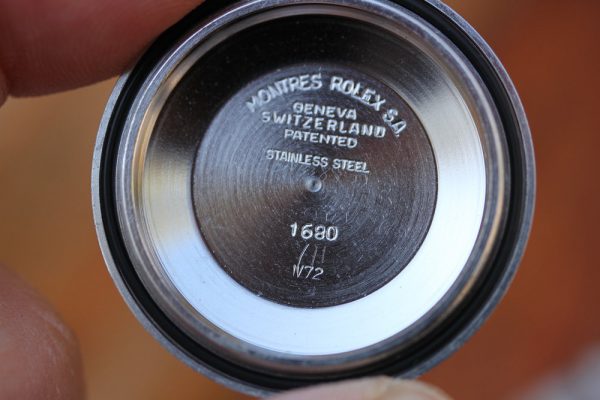 MONTRES ROLEX S.A.
GENEVA
SWITZERLAND
PATENTED
STAINLESS STEEL
1680
IV72